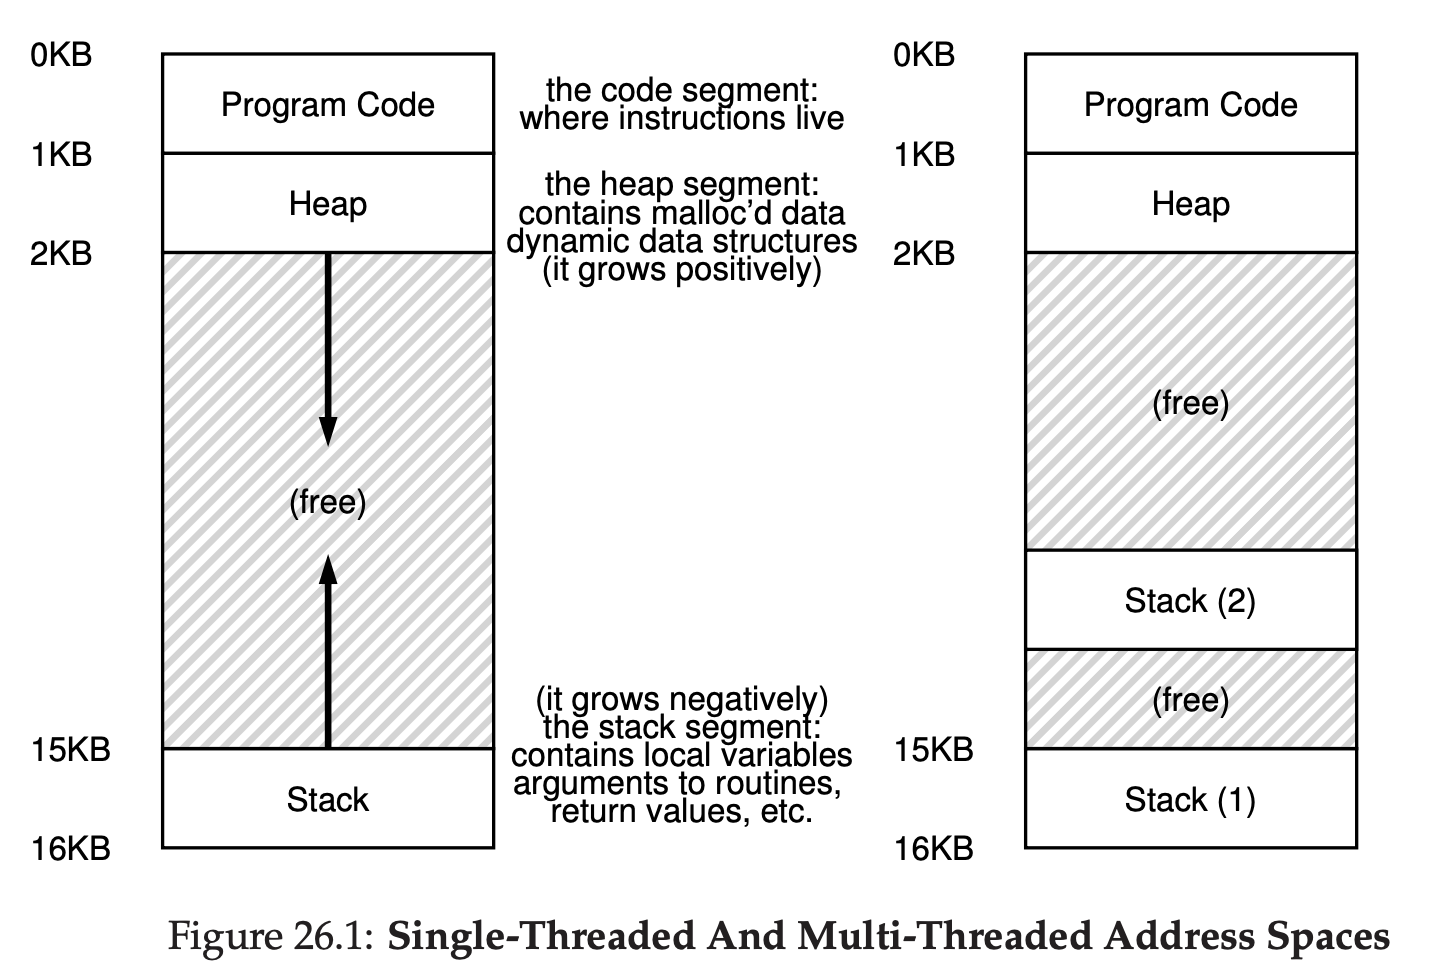 0KB
Program Code
the code segment:
where instructions live
1KB
Heap
the heap segment:
contains malloc’d data
dynamic data structures
(it grows positively)
2KB
(free)
(it grows negatively)
the stack segment:
contains local variables
arguments to routines,
return values, etc.
15KB
Stack
16KB
0KB
Program Code
1KB
Heap
2KB
(free)
Stack (2)
(free)
15KB
Stack (1)
16KB
Figure 26.1: Single-Threaded And Multi-Threaded Address Spaces